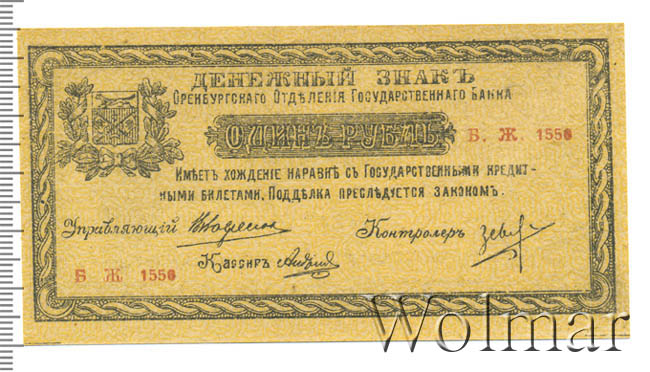 ДЕНЕЖНЫЙ ЗНАКЪ
ОРЕНБУРГСКАГО ОТДѢЛЕНІЯ ГОСУДАРСТВЕННАГО БАНКА
ОДИНЪ РУБЛЬ
Б. Ж. 1556
ИМѢЕТЪ ХОЖДЕНІЕ НАРАВНѢ СЪ ГОСУДАРСТВЕННЫМИ КРЕДИТ-
НЫМИ БИЛЕТАМИ. ПОДДѢЛКА ПРЕСЛѢДУЕТСЯ ЗАКОНОМЪ.
Управляющій
Контролеръ
Кассиръ
Б Ж 1556
Wolmar